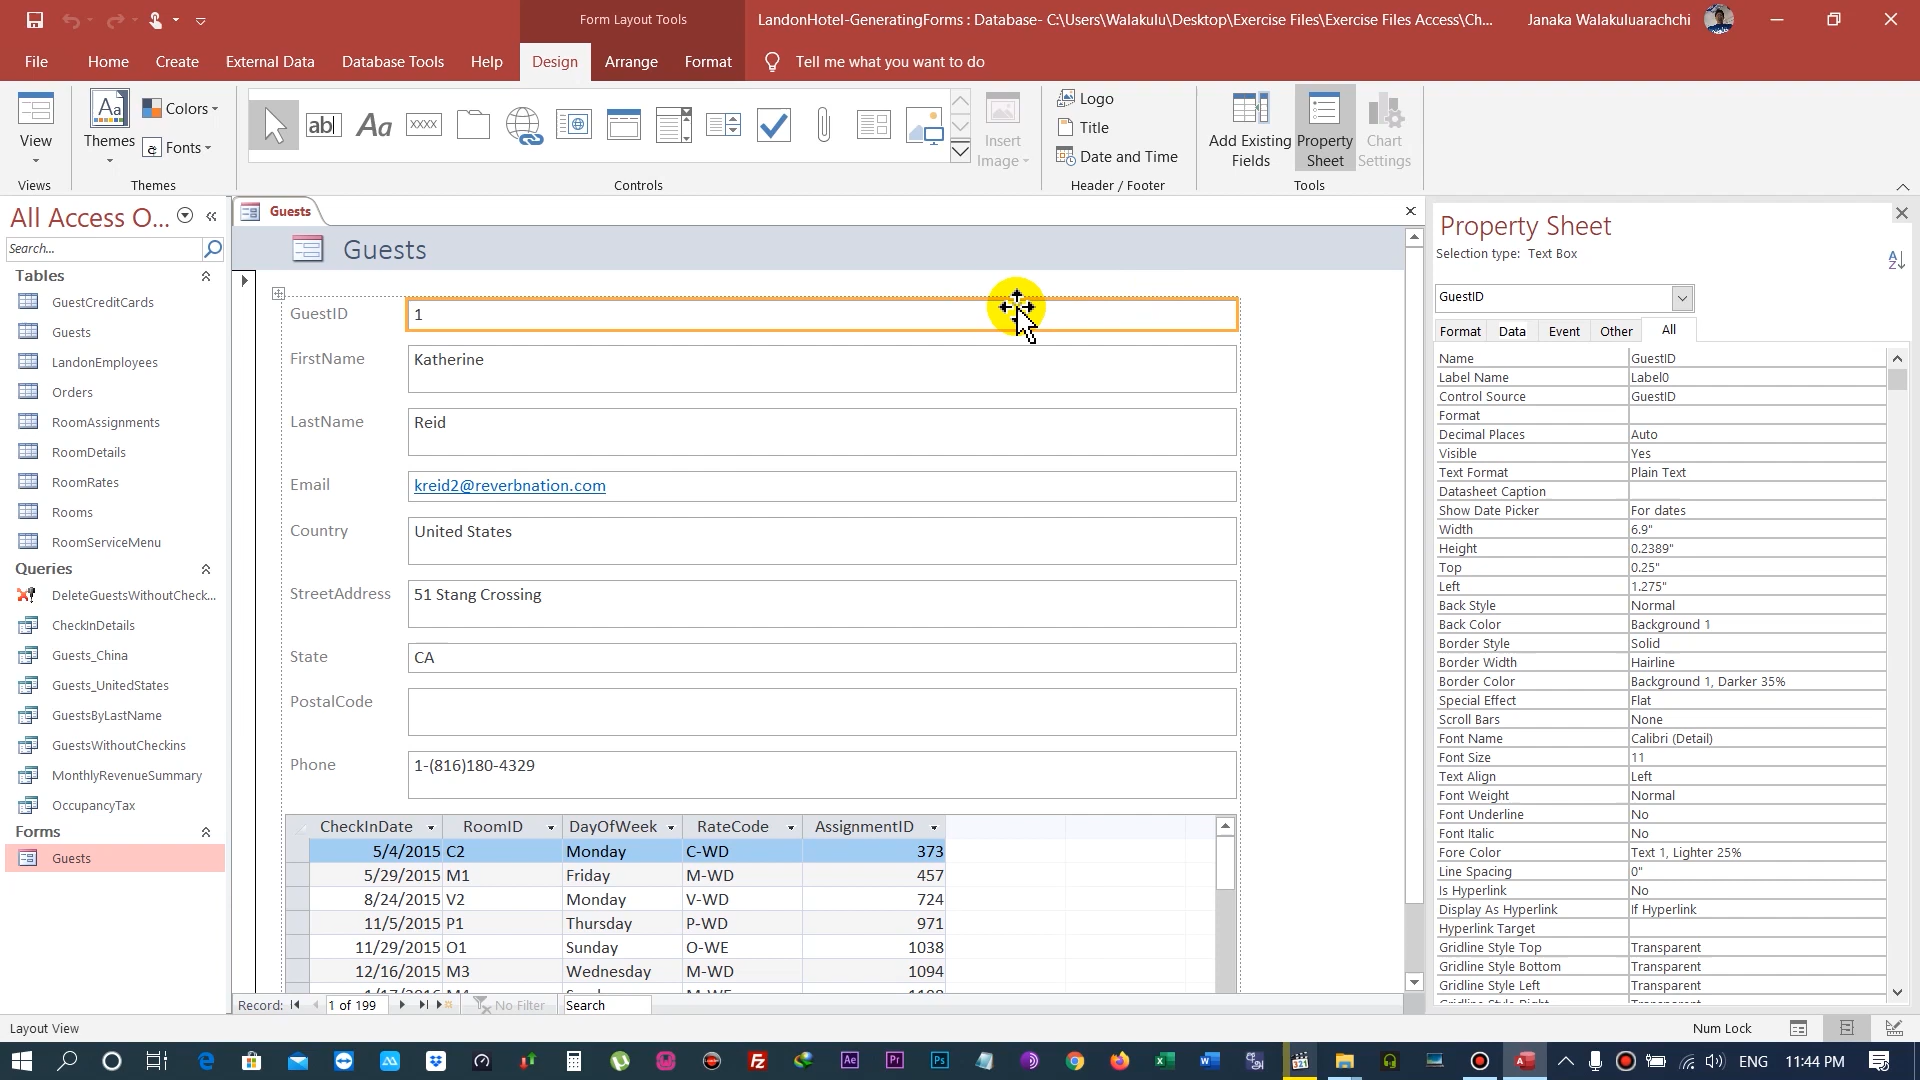 Form Layout Tools
LandonHotel-GeneratingForms : Database- C:\Users\Walakulu\Desktop\Exercise Files\Exercise Files Access\Ch...
Janaka Walakuluarachchi
File
Home
Create
External Data
Database Tools
Help
Design
Arrange
Format
Tell me what you want to do
View
Views
Themes
Colors
Fonts
Themes
Controls
Insert
Image
Logo
Title
Date and Time
Header / Footer
Add Existing
Fields
Property
Sheet
Chart
Settings
Tools
All Access O...
Search...
Tables
GuestCreditCards
Guests
LandonEmployees
Orders
RoomAssignments
RoomDetails
RoomRates
Rooms
RoomServiceMenu
Queries
DeleteGuestsWithoutCheck...
CheckInDetails
Guests_China
Guests_UnitedStates
GuestsByLastName
GuestsWithoutCheckins
MonthlyRevenueSummary
OccupancyTax
Forms
Guests
Guests
Guests
GuestID 1
FirstName Katherine
LastName Reid
Email kreid2@reverbnation.com
Country United States
StreetAddress 51 Stang Crossing
State CA
PostalCode
Phone 1-(816)180-4329
CheckInDate RoomID DayOfWeek RateCode AssignmentID
5/4/2015 C2 Monday C-WD 373
5/29/2015 M1 Friday M-WD 457
8/24/2015 V2 Monday V-WD 724
11/5/2015 P1 Thursday P-WD 971
11/29/2015 O1 Sunday O-WE 1038
12/16/2015 M3 Wednesday M-WD 1094
Record: 1 of 199 No Filter Search
Property Sheet
Selection type: Text Box
GuestID
Format Data Event Other All
Name GuestID
Label Name Label0
Control Source GuestID
Format
Decimal Places Auto
Visible Yes
Text Format Plain Text
Datasheet Caption
Show Date Picker For dates
Width 6.9"
Height 0.2389"
Top 0.25"
Left 1.275"
Back Style Normal
Back Color Background 1
Border Style Solid
Border Width Hairline
Border Color Background 1, Darker 35%
Special Effect Flat
Scroll Bars None
Font Name Calibri (Detail)
Font Size 11
Text Align Left
Font Weight Normal
Font Underline No
Font Italic No
Fore Color Text 1, Lighter 25%
Line Spacing 0"
Is Hyperlink No
Display As Hyperlink If Hyperlink
Hyperlink Target
Gridline Style Top Transparent
Gridline Style Bottom Transparent
Gridline Style Left Transparent
Gridline Style Right Transparent
Layout View
Num Lock
ENG
11:44 PM